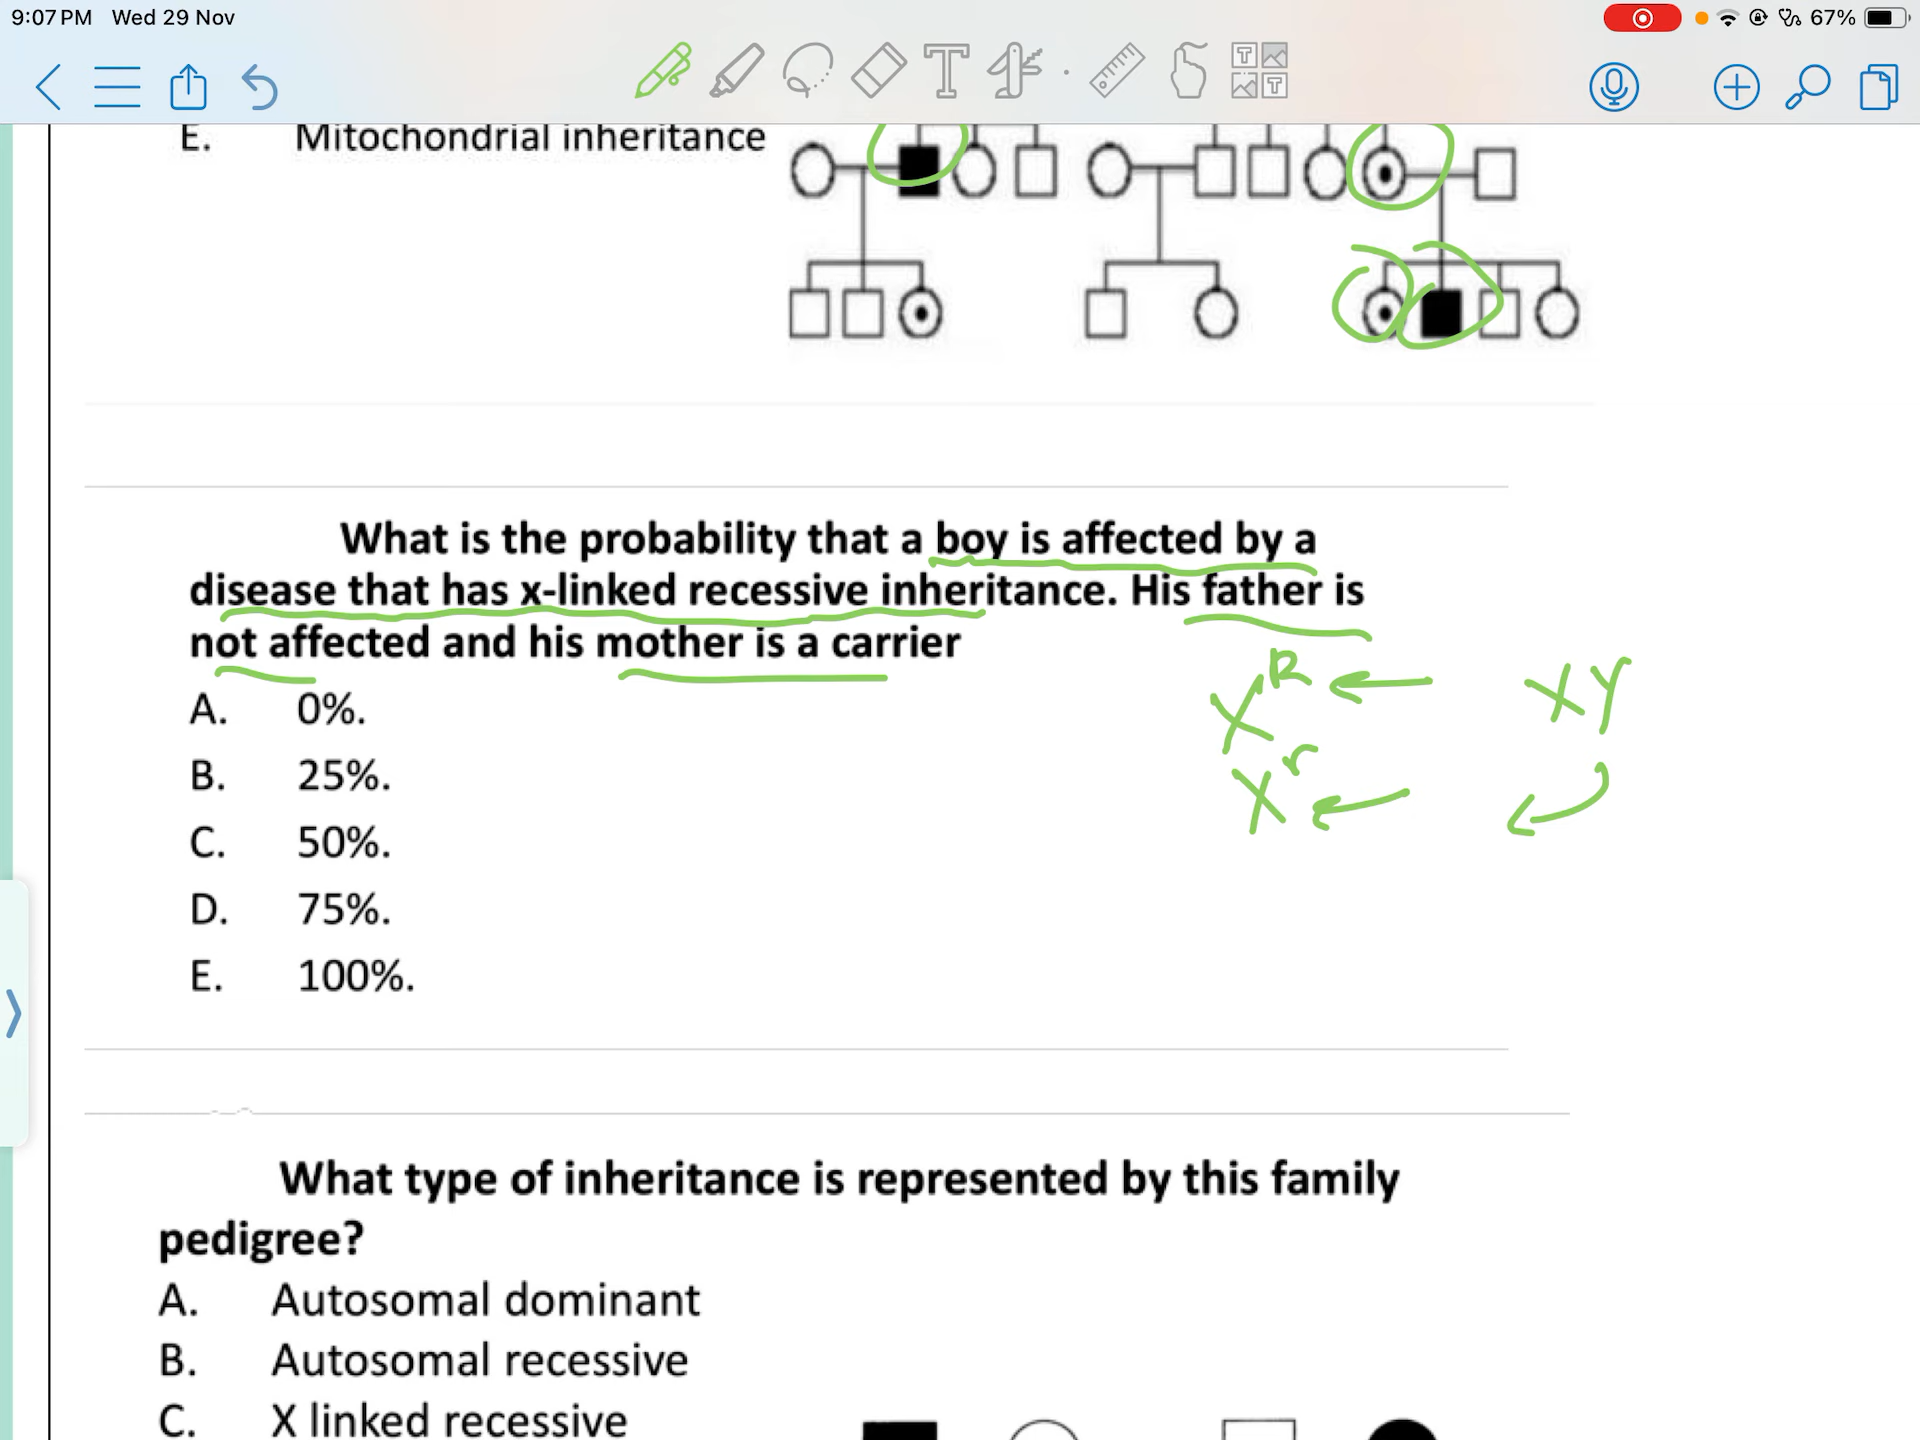 9:07 PM Wed 29 Nov
67%
E. Mitochondrial inheritance
What is the probability that a boy is affected by a
disease that has x-linked recessive inheritance. His father is
not affected and his mother is a carrier
A. 0%.
B. 25%.
C. 50%.
D. 75%.
E. 100%.
X^R XY
X^r
What type of inheritance is represented by this family
pedigree?
A. Autosomal dominant
B. Autosomal recessive
C. X linked recessive